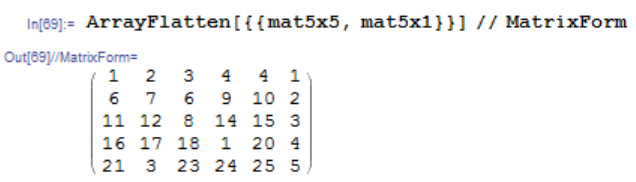 In[69]:= ArrayFlatten[{{mat5x5, mat5x1}}] // MatrixForm
Out[69]//MatrixForm=
1 2 3 4 4 1
6 7 6 9 10 2
11 12 8 14 15 3
16 17 18 1 20 4
21 3 23 24 25 5